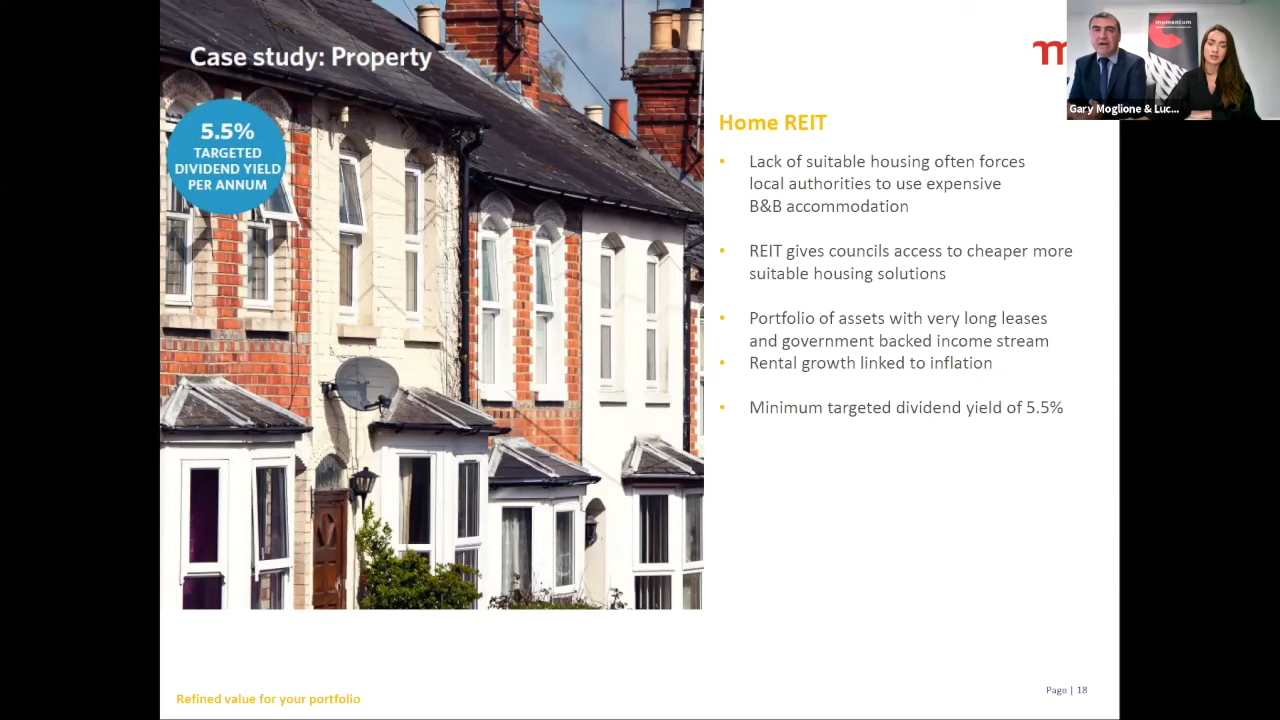 Case study: Property
5.5%
TARGETED
DIVIDEND YIELD
PER ANNUM
Home REIT
• Lack of suitable housing often forces
local authorities to use expensive
B&B accommodation
• REIT gives councils access to cheaper more
suitable housing solutions
• Portfolio of assets with very long leases
and government backed income stream
• Rental growth linked to inflation
• Minimum targeted dividend yield of 5.5%
m
momentum
Gary Moglione & Luc...
Refined value for your portfolio
Page | 18